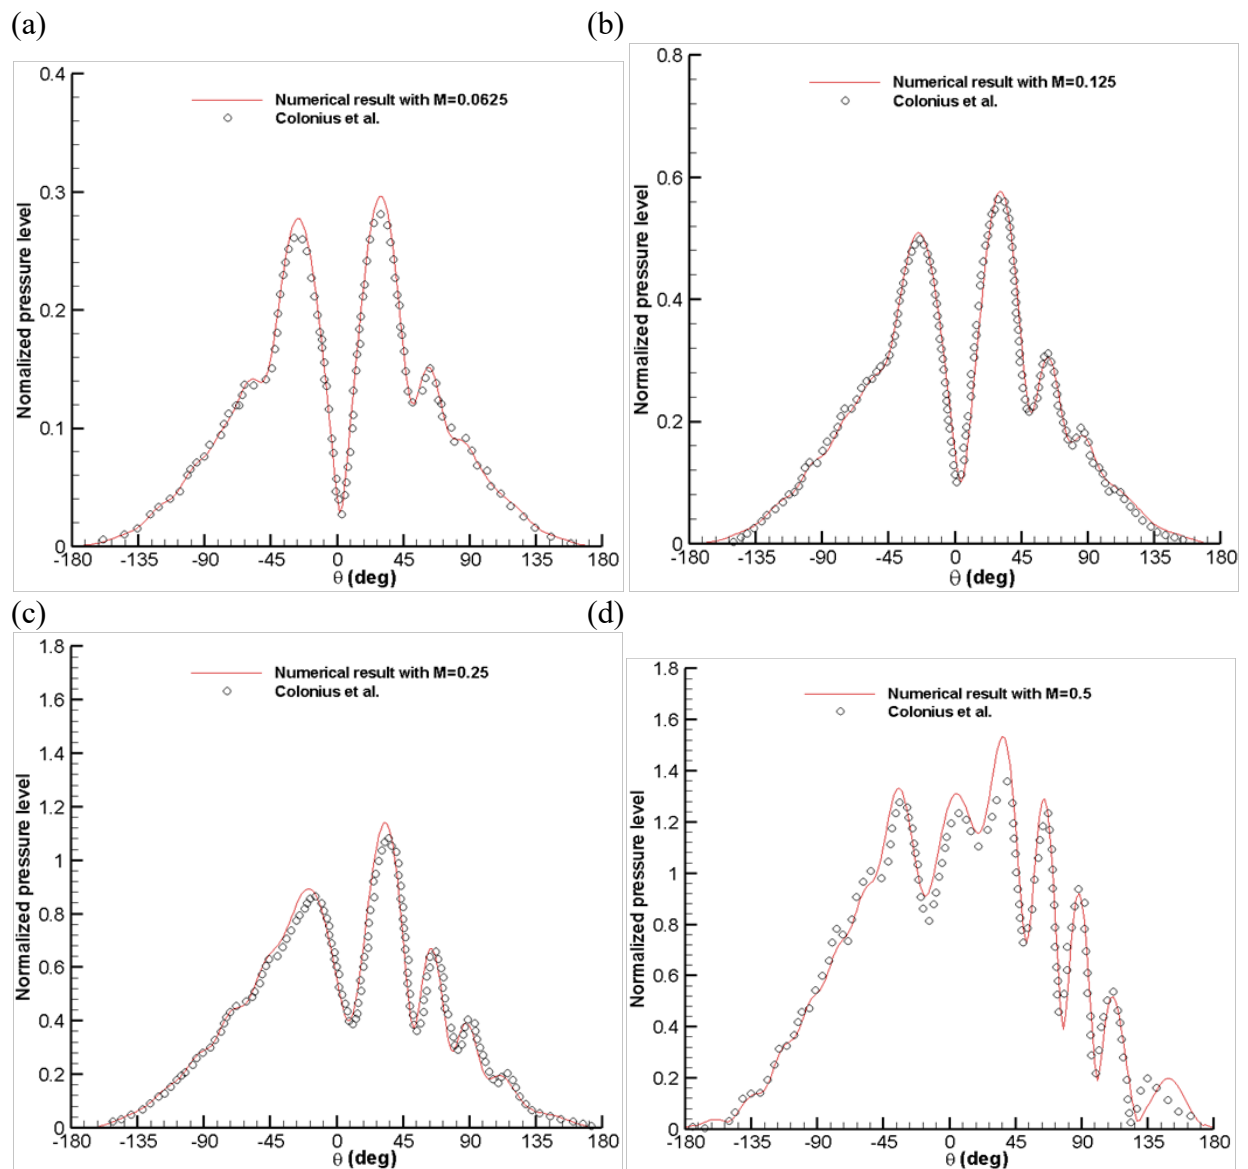 (a)
(b)
Numerical result with M=0.0625
Colonius et al.
Nomalized pressure level
0.4
0.3
0.2
0.1
0
-180 -135 -90 -45 0 45 90 135 180
θ (deg)
Numerical result with M=0.125
Colonius et al.
Normalized pressure level
0.8
0.6
0.4
0.2
0
-180 -135 -90 -45 0 45 90 135 180
θ (deg)
(c)
(d)
Numerical result with M=0.25
Colonius et al.
Normalized pressure level
1.8
1.6
1.4
1.2
1
0.8
0.6
0.4
0.2
0
-180 -135 -90 -45 0 45 90 135 180
θ (deg)
Numerical result with M=0.5
Colonius et al.
Normalized pressure level
1.8
1.6
1.4
1.2
1
0.8
0.6
0.4
0.2
0
-180 -135 -90 -45 0 45 90 135 180
θ (deg)